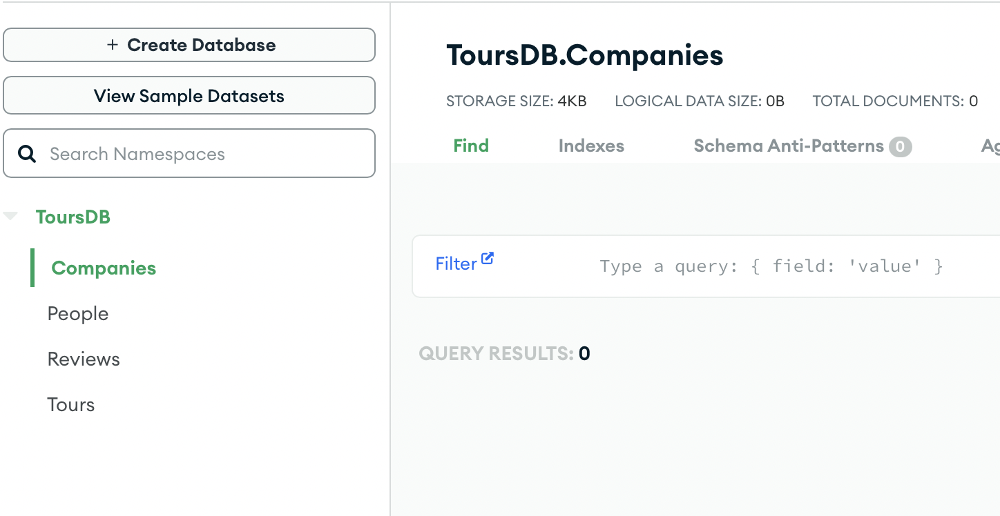 + Create Database
View Sample Datasets
Search Namespaces
ToursDB
Companies
People
Reviews
Tours
ToursDB.Companies
STORAGE SIZE: 4KB LOGICAL DATA SIZE: 0B TOTAL DOCUMENTS: 0
Find Indexes Schema Anti-Patterns 0 Ag
Filter Type a query: { field: 'value' }
QUERY RESULTS: 0